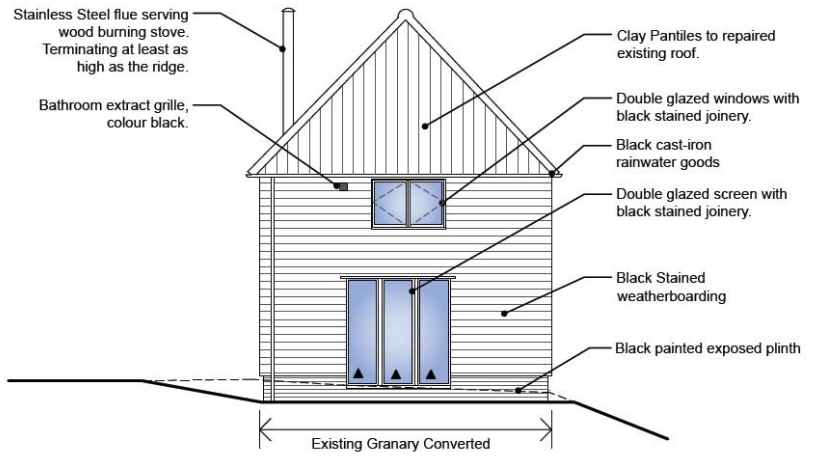 Stainless Steel flue serving
wood burning stove.
Terminating at least as
high as the ridge.
Bathroom extract grille,
colour black.
Clay Pantiles to repaired
existing roof.
Double glazed windows with
black stained joinery.
Black cast-iron
rainwater goods
Double glazed screen with
black stained joinery.
Black Stained
weatherboarding
Black painted exposed plinth
Existing Granary Converted